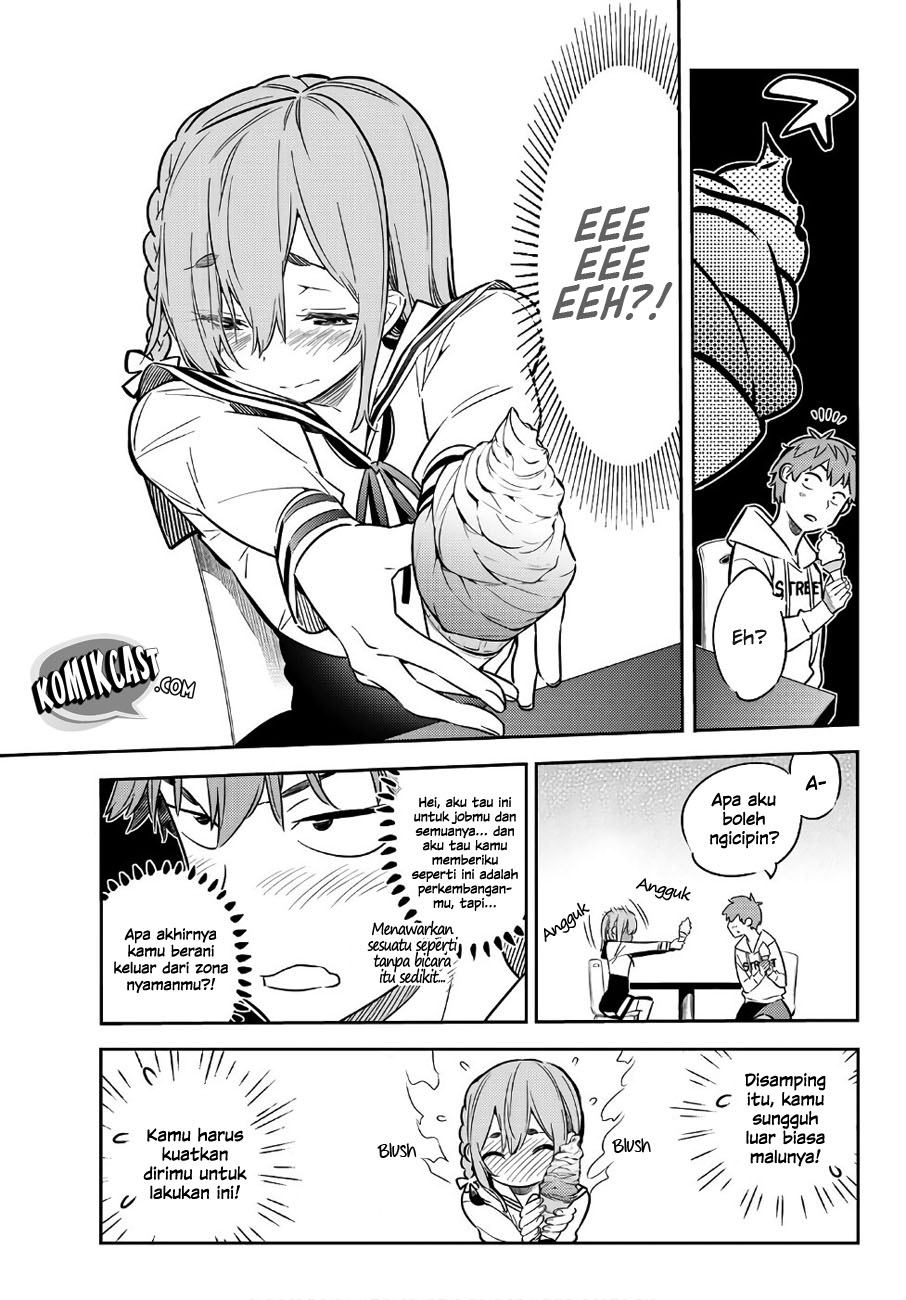 Eh?
STREET
EEE
EEE
EEH?!
KOMIKCAST
.COM
A-
Apa aku
boleh
ngicipin?
Angguk
Angguk
STREET
Hei, aku tau ini
untuk jobmu dan
semuanya... dan
aku tau kamu
memberiku
seperti ini adalah
perkembangan-
mu, tapi...
Menawarkan
sesuatu seperti
tanpa bicara
itu sedikit...
Apa akhirnya
kamu berani
keluar dari zona
nyamanmu?!
Disamping
itu, kamu
sungguh
luar biasa
malunya!
Blush
Blush
Kamu harus
kuatkan
dirimu untuk
lakukan ini!